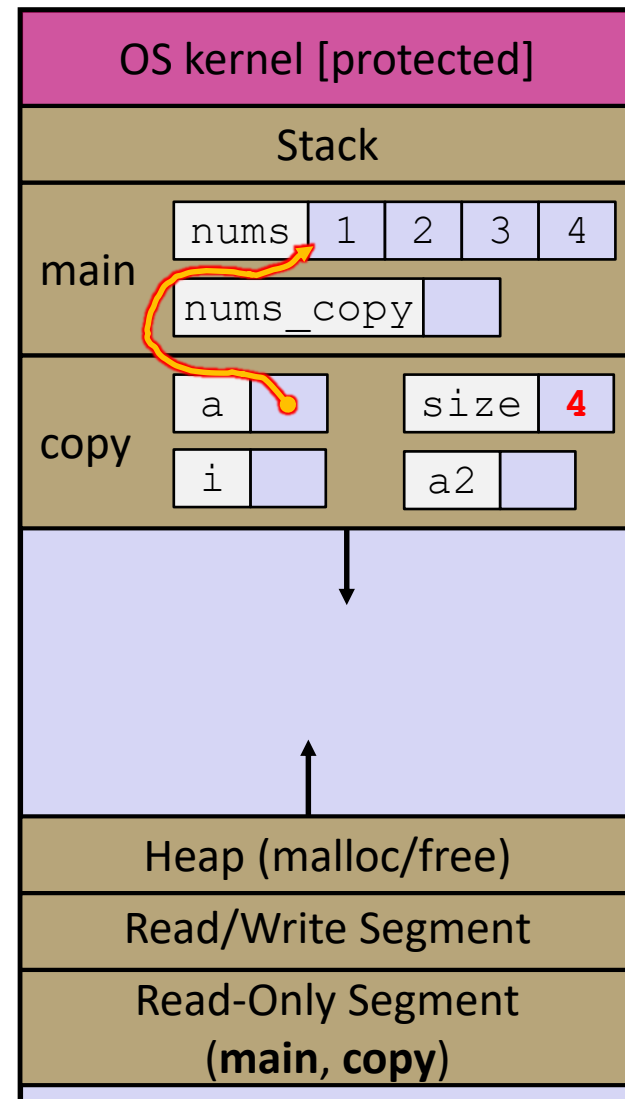 OS kernel [protected]
Stack
main
nums 1 2 3 4
nums_copy
copy
a size 4
i a2
Heap (malloc/free)
Read/Write Segment
Read-Only Segment
(main, copy)